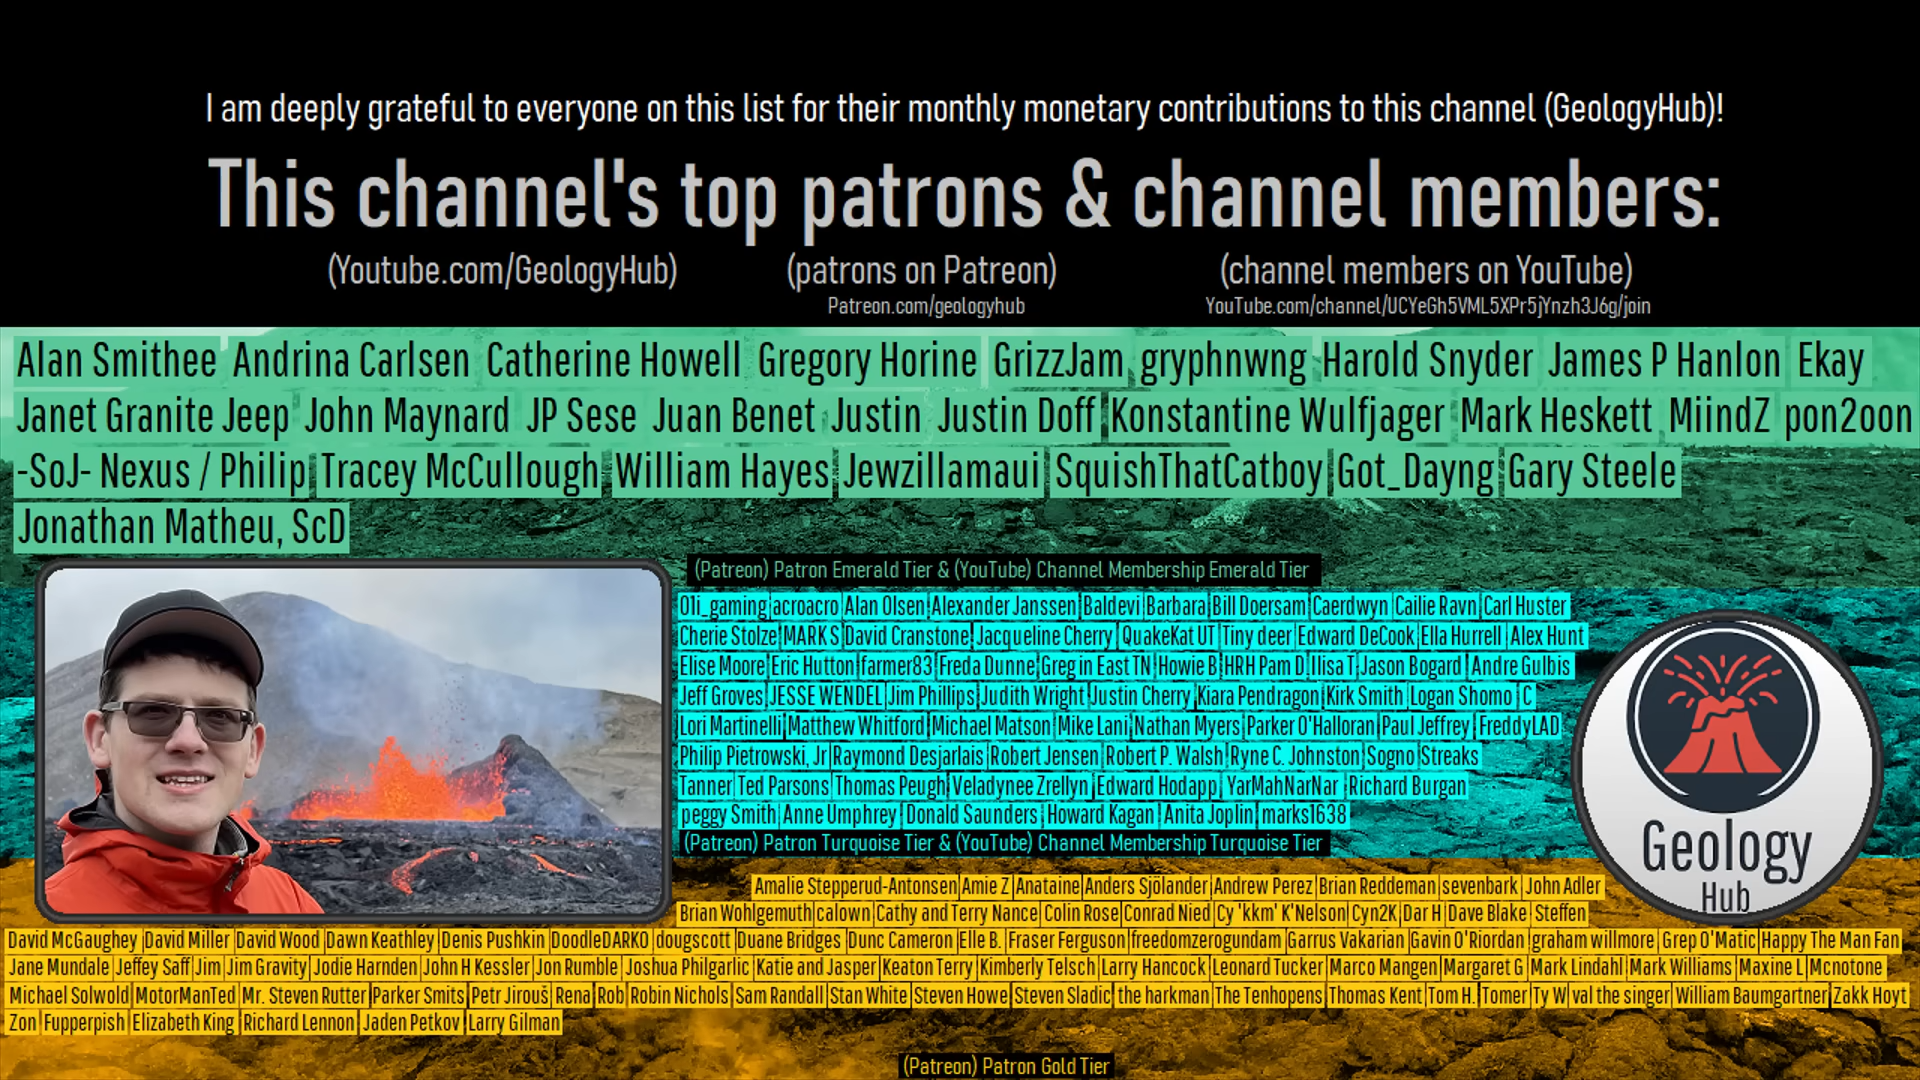 I am deeply grateful to everyone on this list for their monthly monetary contributions to this channel (GeologyHub)!
This channel's top patrons & channel members:
(Youtube.com/GeologyHub) (patrons on Patreon) (channel members on YouTube)
Patreon.com/geologyhub YouTube.com/channel/UCYeGh5VML5XPr5jYnzh3J6g/join
Alan Smithee Andrina Carlsen Catherine Howell Gregory Horine GrizzJam gryphnwng Harold Snyder James P Hanlon Ekay
Janet Granite Jeep John Maynard JP Sese Juan Benet Justin Justin Doff Konstantine Wulfjager Mark Heskett MiindZ pon2oon
-SoJ- Nexus / Philip Tracey McCullough William Hayes Jewzillamaui SquishThatCatboy Got_Dayng Gary Steele
Jonathan Matheu, ScD
(Patreon) Patron Emerald Tier & (YouTube) Channel Membership Emerald Tier
01i_gaming acroacro Alan Olsen Alexander Janssen Baldevi Barbara Bill Doersam Caerdwyn Cailie Ravn Carl Huster
Cherie Stolze MARK S David Cranstone Jacqueline Cherry QuakeKat UT Tiny deer Edward DeCook Ella Hurrell Alex Hunt
Elise Moore Eric Hutton farmer83 Freda Dunne Greg in East TN Howie B HRH Pam D Ilisa T Jason Bogard Andre Gulbis
Jeff Groves JESSE WENDEL Jim Phillips Judith Wright Justin Cherry Kiara Pendragon Kirk Smith Logan Shomo C
Lori Martinelli Matthew Whitford Michael Matson Mike Lani Nathan Myers Parker O'Halloran Paul Jeffrey FreddyLAD
Philip Pietrowski, Jr Raymond Desjarlais Robert Jensen Robert P. Walsh Ryne C. Johnston Sogno Streaks
Tanner Ted Parsons Thomas Peugh Veladynee Zrellyn Edward Hodapp YarMahNarNar Richard Burgan
peggy Smith Anne Umphrey Donald Saunders Howard Kagan Anita Joplin marks1638
(Patreon) Patron Turquoise Tier & (YouTube) Channel Membership Turquoise Tier
Geology
Hub
Amalie Stepperud-Antonsen Amie Z Anataine Anders Sjölander Andrew Perez Brian Reddeman sevenbark John Adler
Brian Wohlgemuth calown Cathy and Terry Nance Colin Rose Conrad Nied Cy 'kkm' K'Nelson Cyn2K Dar H Dave Blake Steffen
David McGaughey David Miller David Wood Dawn Keathley Denis Pushkin DoodleDARKO dougscott Duane Bridges Dunc Cameron Elle B. Fraser Ferguson freedomzerogundam Garrus Vakarian Gavin O'Riordan graham willmore Grep O'Matic Happy The Man Fan
Jane Mundale Jeffey Saff Jim Jim Gravity Jodie Harnden John H Kessler Jon Rumble Joshua Philgarlic Katie and Jasper Keaton Terry Kimberly Telsch Larry Hancock Leonard Tucker Marco Mangen Margaret G Mark Lindahl Mark Williams Maxine L Mcnotone
Michael Solwold MotorManTed Mr. Steven Rutter Parker Smits Petr Jirouš Rena Rob Robin Nichols Sam Randall Stan White Steven Howe Steven Sladic the harkman The Tenhopens Thomas Kent Tom H. Tomer Ty W val the singer William Baumgartner Zakk Hoyt
Zon Fupperpish Elizabeth King Richard Lennon Jaden Petkov Larry Gilman
(Patreon) Patron Gold Tier